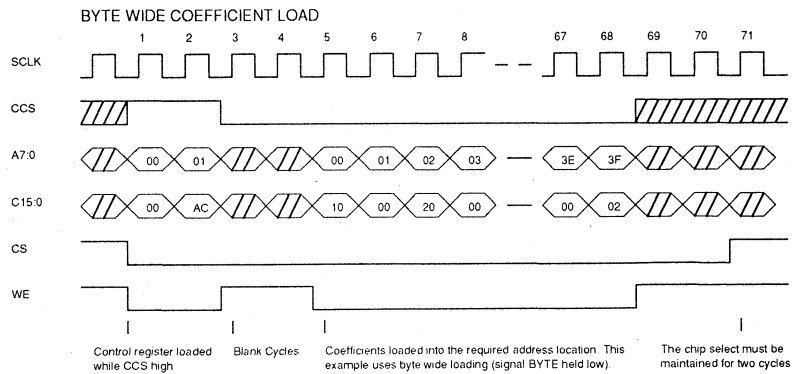 BYTE WIDE COEFFICIENT LOAD
1 2 3 4 5 6 7 8 67 68 69 70 71
SCLK
CCS
A7:0 00 01 00 01 02 03 3E 3F
C15:0 00 AC 10 00 20 00 00 02
CS
WE
Control register loaded
while CCS high
Blank Cycles
Coefficients loaded into the required address location. This
example uses byte wide loading (signal BYTE held low).
The chip select must be
maintained for two cycles